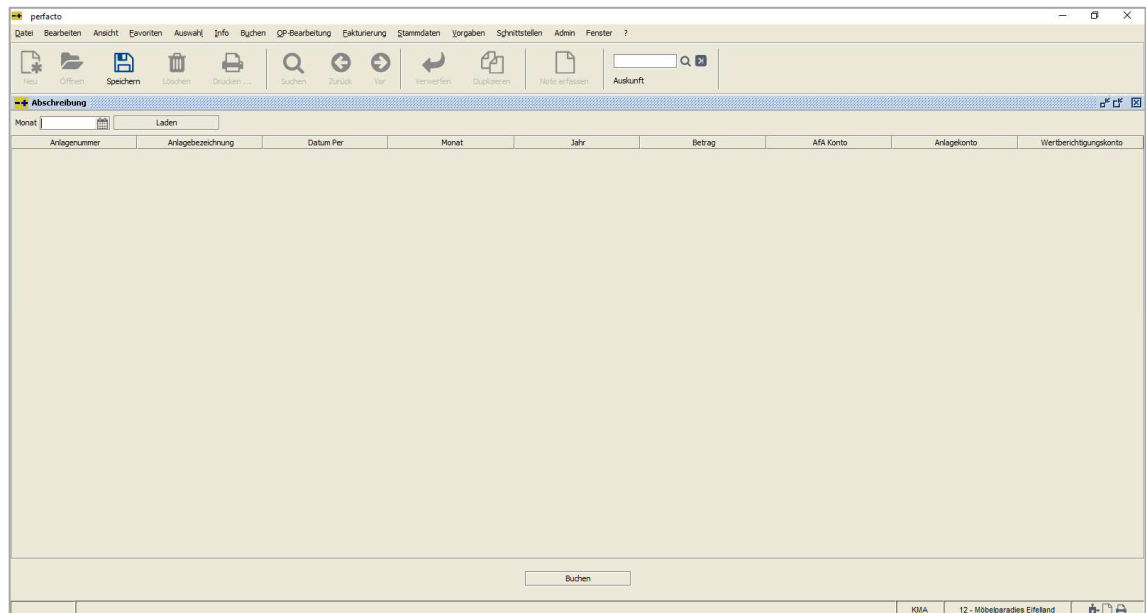 perfacto
Datei Bearbeiten Ansicht Favoriten Auswahl Info Buchen OP-Bearbeitung Fakturierung Stammdaten Vorgaben Schnittstellen Admin Fenster ?
Neu Öffnen Speichern Löschen Drucken ... Suchen Zurück Vor Verwerfen Duplizieren Note erfassen Auskunft
Abschreibung
Monat Laden
Anlagenummer Anlagebezeichnung Datum Per Monat Jahr Betrag AfA Konto Anlagekonto Wertberichtigungskonto
Buchen
KMA 12 - Möbelparadies Eifelland